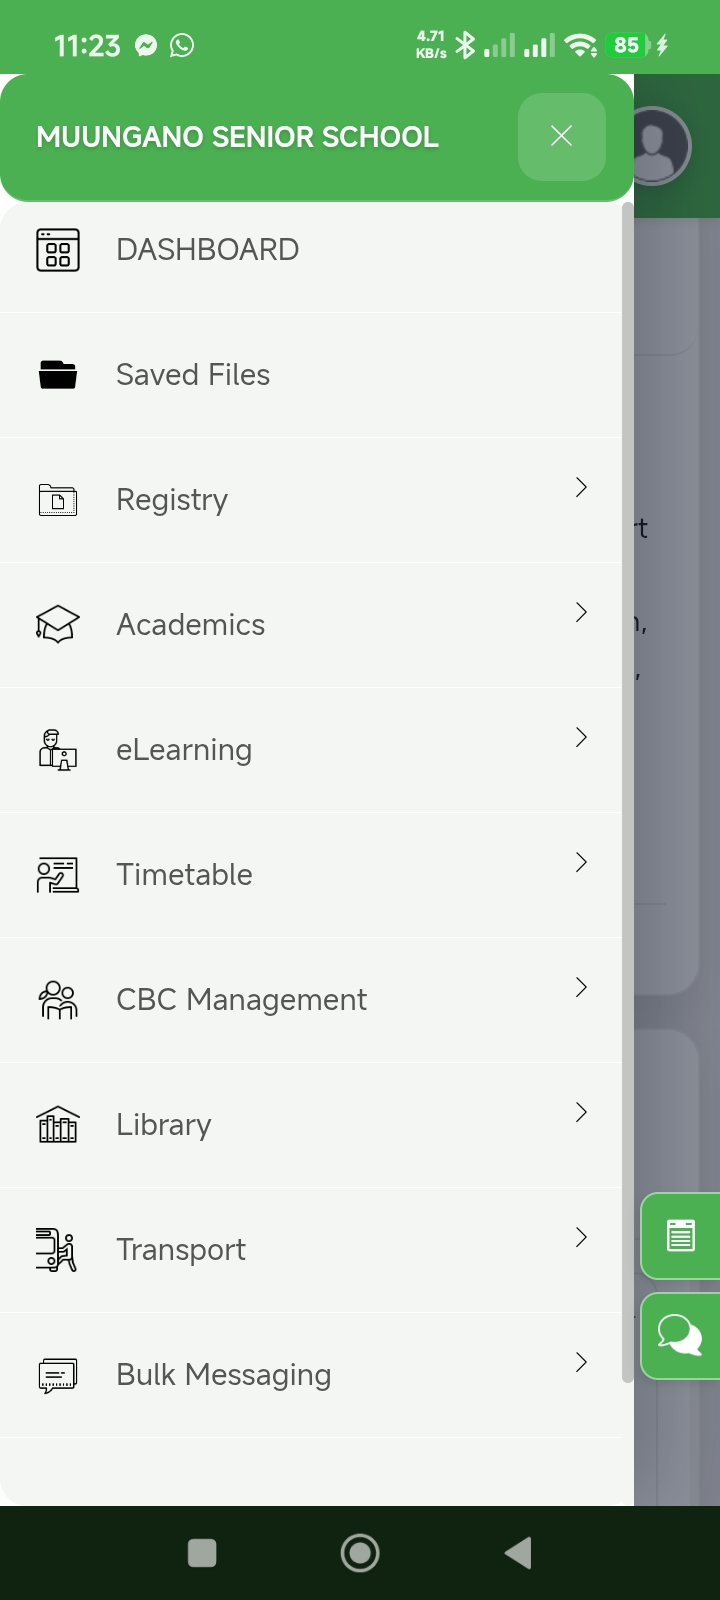 11:23
4.71
KB/s
85
MUUNGANO SENIOR SCHOOL
DASHBOARD
Saved Files
Registry
Academics
eLearning
Timetable
CBC Management
Library
Transport
Bulk Messaging